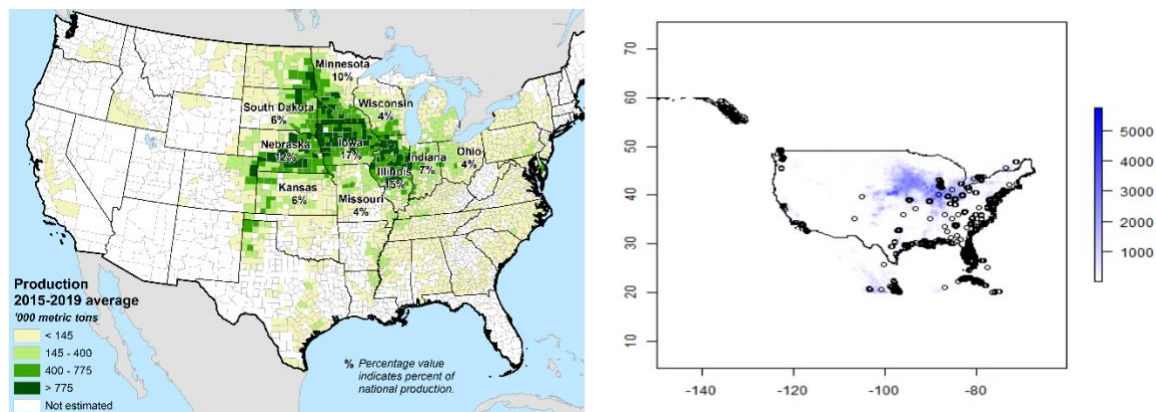 Minnesota
10%
South Dakota
6%
Wisconsin
4%
Nebraska
12%
Iowa
17%
Illinois
15%
Indiana
7%
Ohio
4%
Kansas
6%
Missouri
4%
Production
2015-2019 average
'000 metric tons
< 145
145 - 400
400 - 775
> 775
Not estimated
% Percentage value
indicates percent of
national production.
70
60
50
40
30
20
10
-140
-120
-100
-80
5000
4000
3000
2000
1000